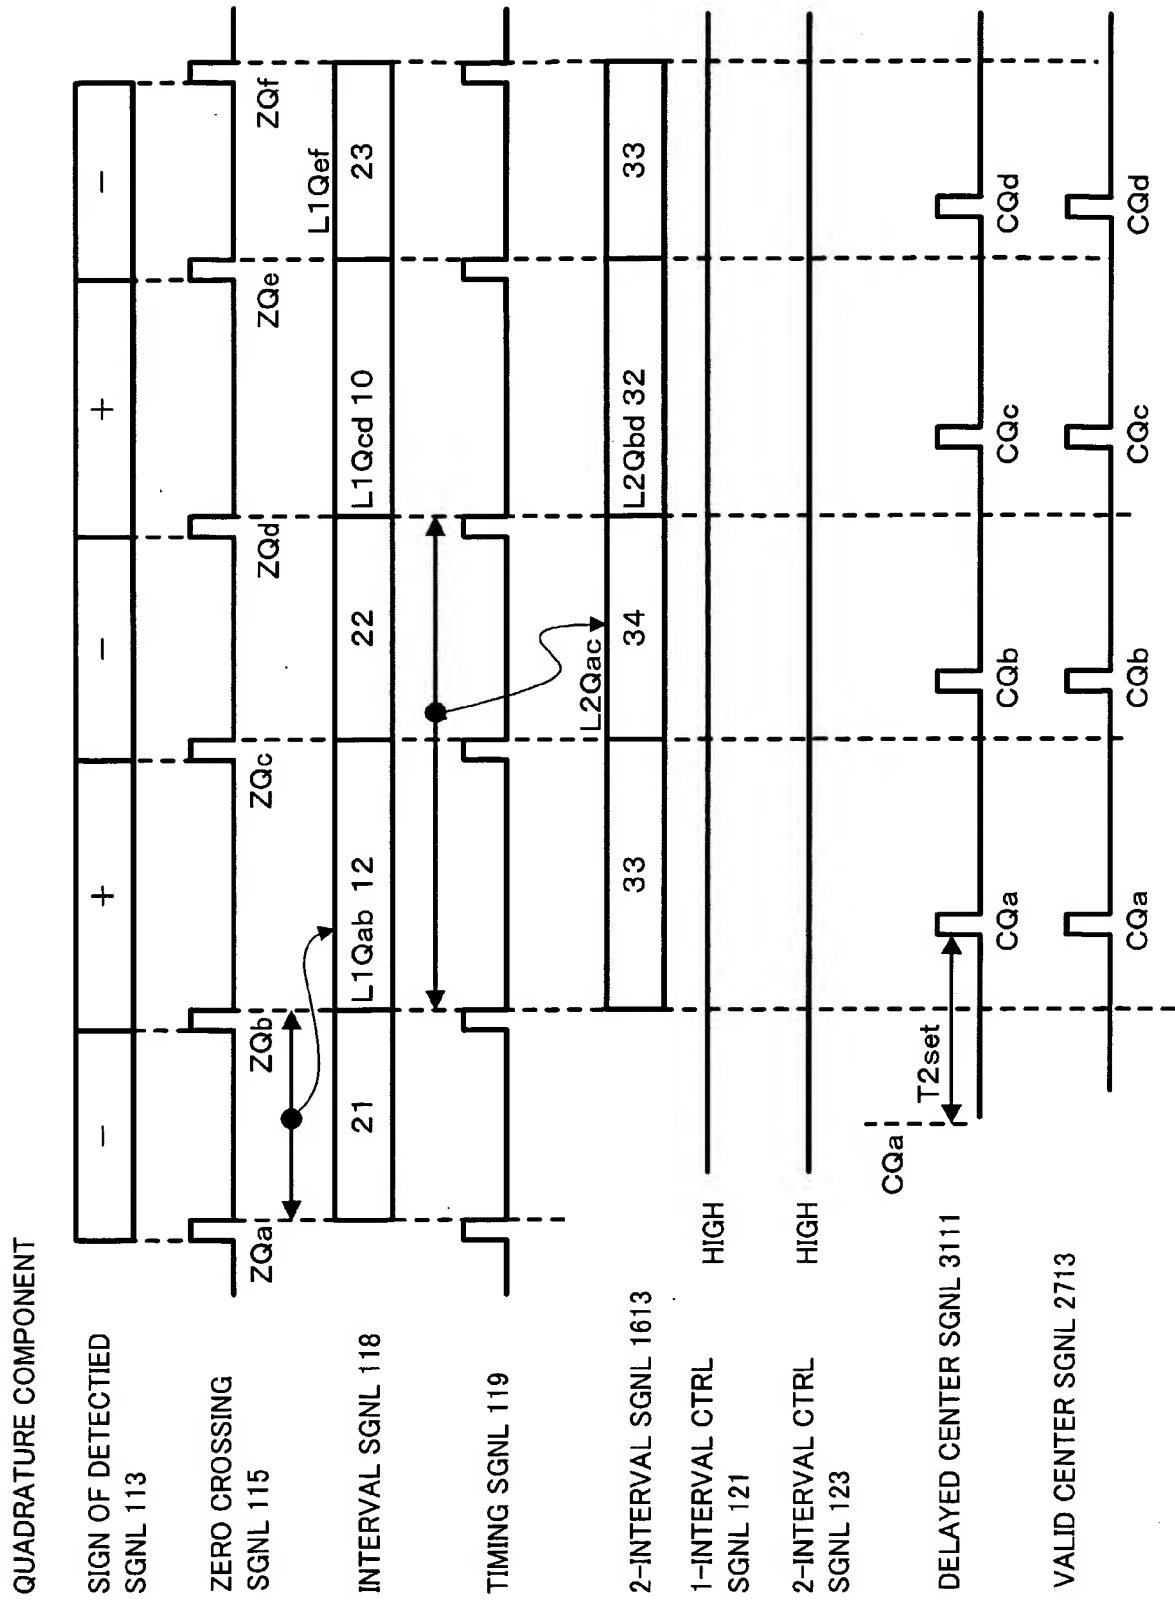 QUADRATURE COMPONENT
SIGN OF DETECTIED
SGNL 113
-
+
-
+
-
ZERO CROSSING
SGNL 115
ZQa
ZQb
ZQc
ZQd
ZQe
ZQf
INTERVAL SGNL 118
21
L1Qab 12
22
L1Qcd 10
L1Qef
23
TIMING SGNL 119
2-INTERVAL SGNL 1613
33
L2Qac
34
L2Qbd 32
33
1-INTERVAL CTRL
SGNL 121
HIGH
2-INTERVAL CTRL
SGNL 123
HIGH
DELAYED CENTER SGNL 3111
CQa
T2set
CQa
CQb
CQc
CQd
VALID CENTER SGNL 2713
CQa
CQb
CQc
CQd